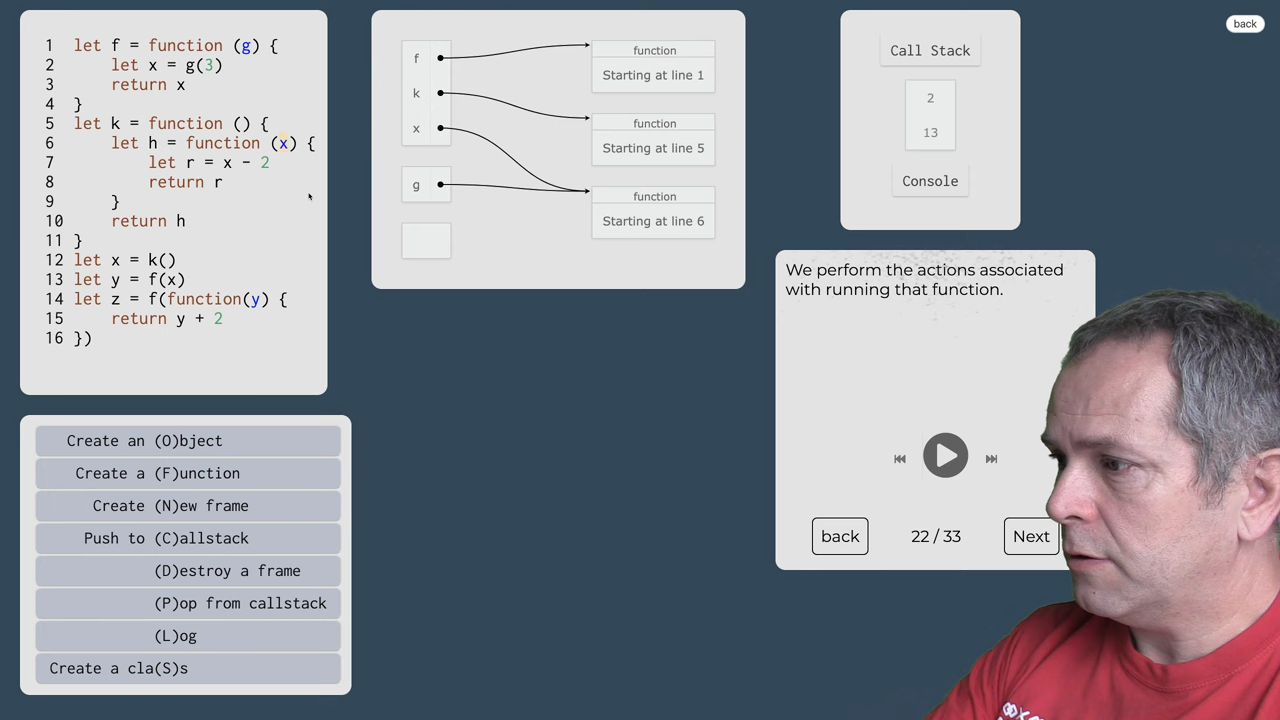 1 let f = function (g) {
2 let x = g(3)
3 return x
4 }
5 let k = function () {
6 let h = function (x) {
7 let r = x - 2
8 return r
9 }
10 return h
11 }
12 let x = k()
13 let y = f(x)
14 let z = f(function(y) {
15 return y + 2
16 })
Create an (O)bject
Create a (F)unction
Create (N)ew frame
Push to (C)allstack
(D)estroy a frame
(P)op from callstack
(L)og
Create a cla(S)s
f
k
x
g
function
Starting at line 1
function
Starting at line 5
function
Starting at line 6
Call Stack
2
13
Console
back
We perform the actions associated
with running that function.
back
22 / 33
Next